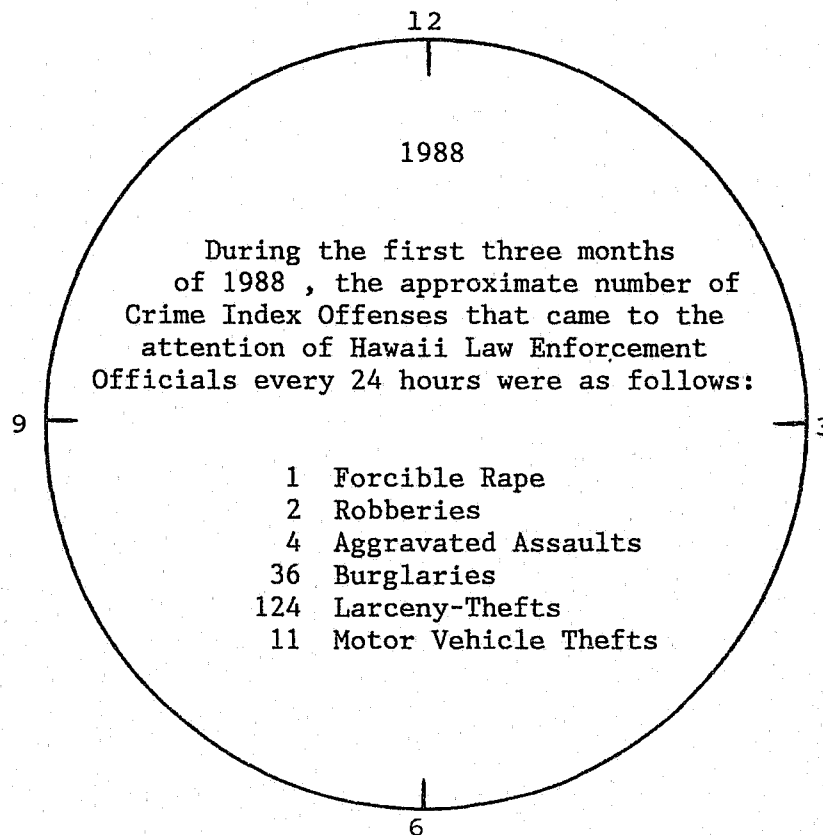 12
1988
During the first three months
of 1988 , the approximate number of
Crime Index Offenses that came to the
attention of Hawaii Law Enforcement
Officials every 24 hours were as follows:
9
3
1 Forcible Rape
2 Robberies
4 Aggravated Assaults
36 Burglaries
124 Larceny-Thefts
11 Motor Vehicle Thefts
6